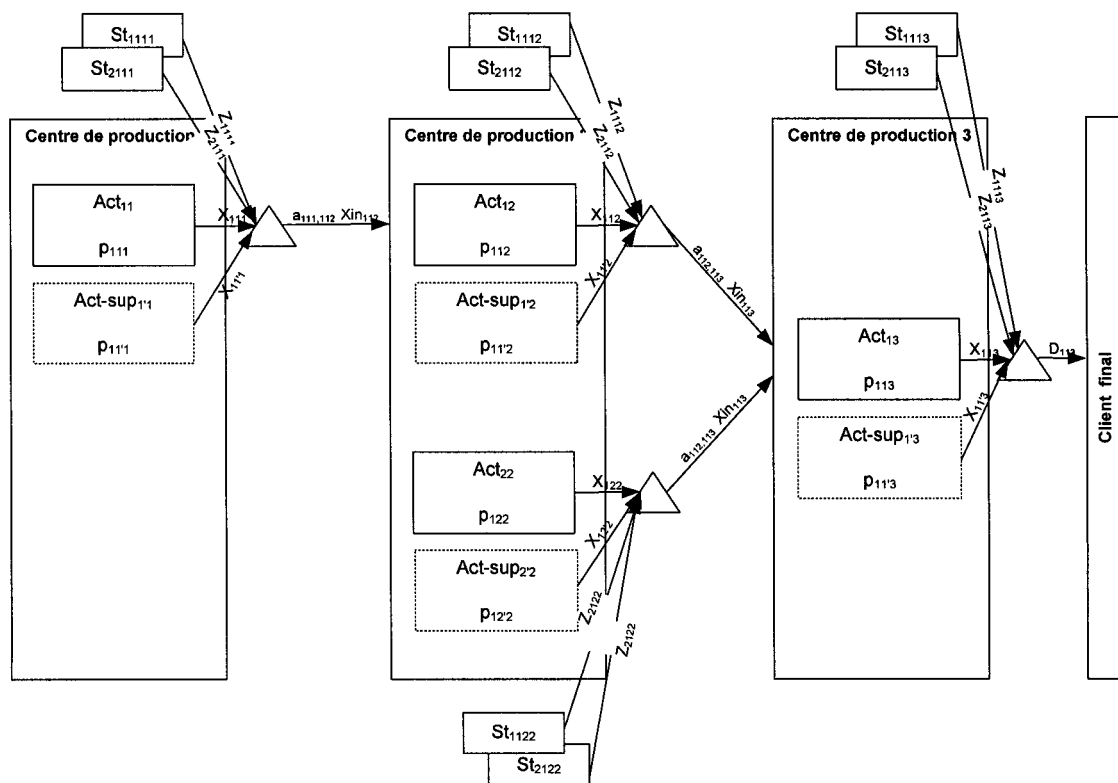 St1111
St2111
Z1111
Z2111
Centre de production
Act11
p111
X111
Act-sup1'1
p11'1
X11'1
a111,112 Xin112
St1112
St2112
Z1112
Z2112
Centre de production
Act12
p112
X112
Act-sup1'2
p11'2
X11'2
a112,113 Xin113
Act22
p122
X122
Act-sup2'2
p12'2
X12'2
Z2122
Z2122
St1122
St2122
a112,113 Xin113
St1113
St2113
Z1113
Z2113
Centre de production 3
Act13
p113
X113
Act-sup1'3
p11'3
X11'3
D113
Client final